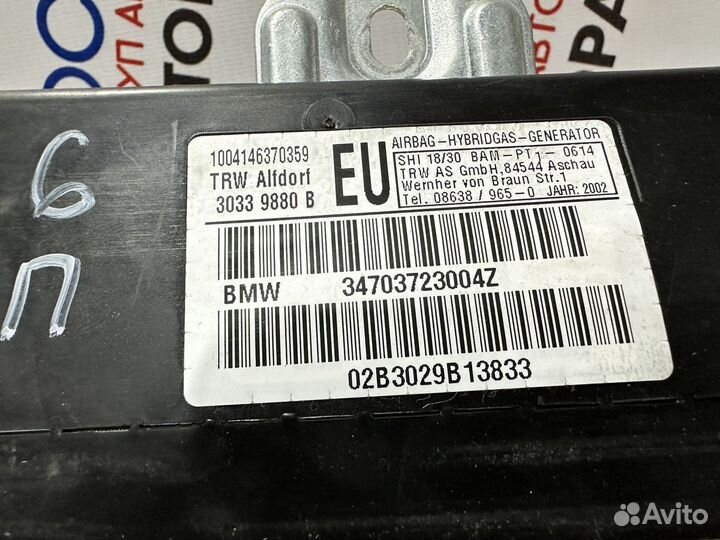 6
П
1004146370359
TRW Alfdorf
3033 9880 B
EU
AIRBAG-HYBRIDGAS-GENERATOR
SHI 18/30 BAM-PT1-0614
TRW AS GmbH,84544 Aschau
Wernher von Braun Str.1
Tel. 08638 / 965-0 JAHR: 2002
BMW 34703723004Z
02B3029B13833
Avito